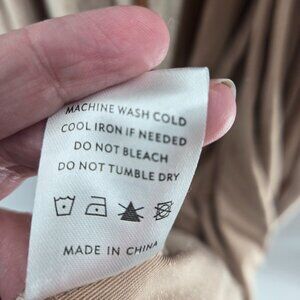 MACHINE WASH COLD
COOL IRON IF NEEDED
DO NOT BLEACH
DO NOT TUMBLE DRY
MADE IN CHINA